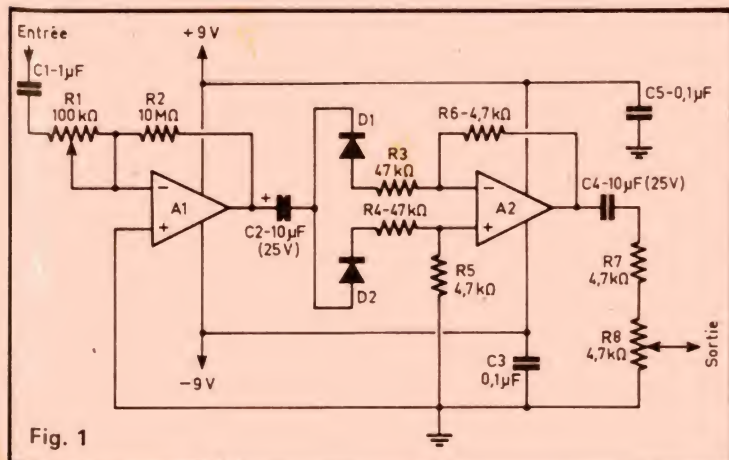 Entrée
+9V
C1-1µF
R1
100kΩ
R2
10MΩ
D1
R6-4,7kΩ
C5-0,1µF
R3
47kΩ
−
A1
+
+
C2-10µF
(25V)
R4-47kΩ
−
A2
+
C4-10µF (25V)
D2
R5
4,7kΩ
R7
4,7kΩ
R8
4,7kΩ
Sortie
−9V
C3
0,1µF
Fig. 1